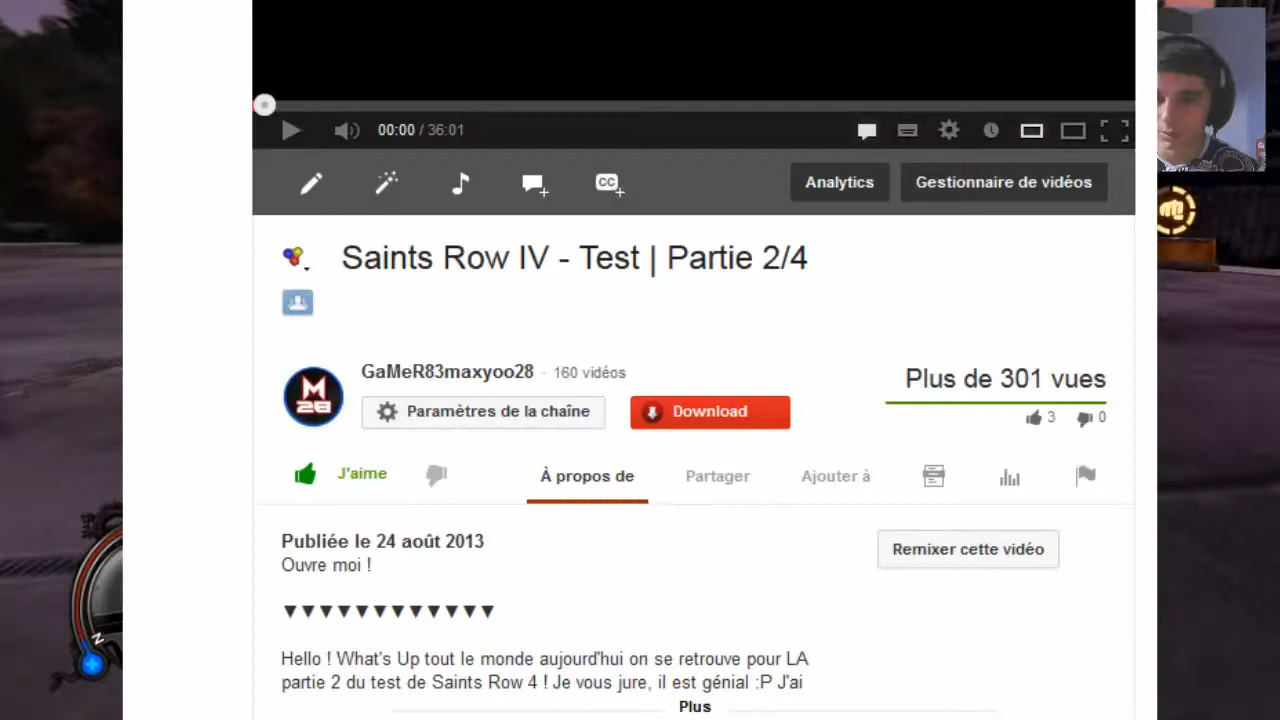 00:00 / 36:01
CC
Analytics
Gestionnaire de vidéos
Saints Row IV - Test | Partie 2/4
M
28
GaMeR83maxyoo28 · 160 vidéos
Plus de 301 vues
Paramètres de la chaîne
Download
3
0
J'aime
À propos de
Partager
Ajouter à
Publiée le 24 août 2013
Remixer cette vidéo
Ouvre moi !
▼▼▼▼▼▼▼▼▼▼▼▼
Hello ! What's Up tout le monde aujourd'hui on se retrouve pour LA
partie 2 du test de Saints Row 4 ! Je vous jure, il est génial :P J'ai
Plus
N